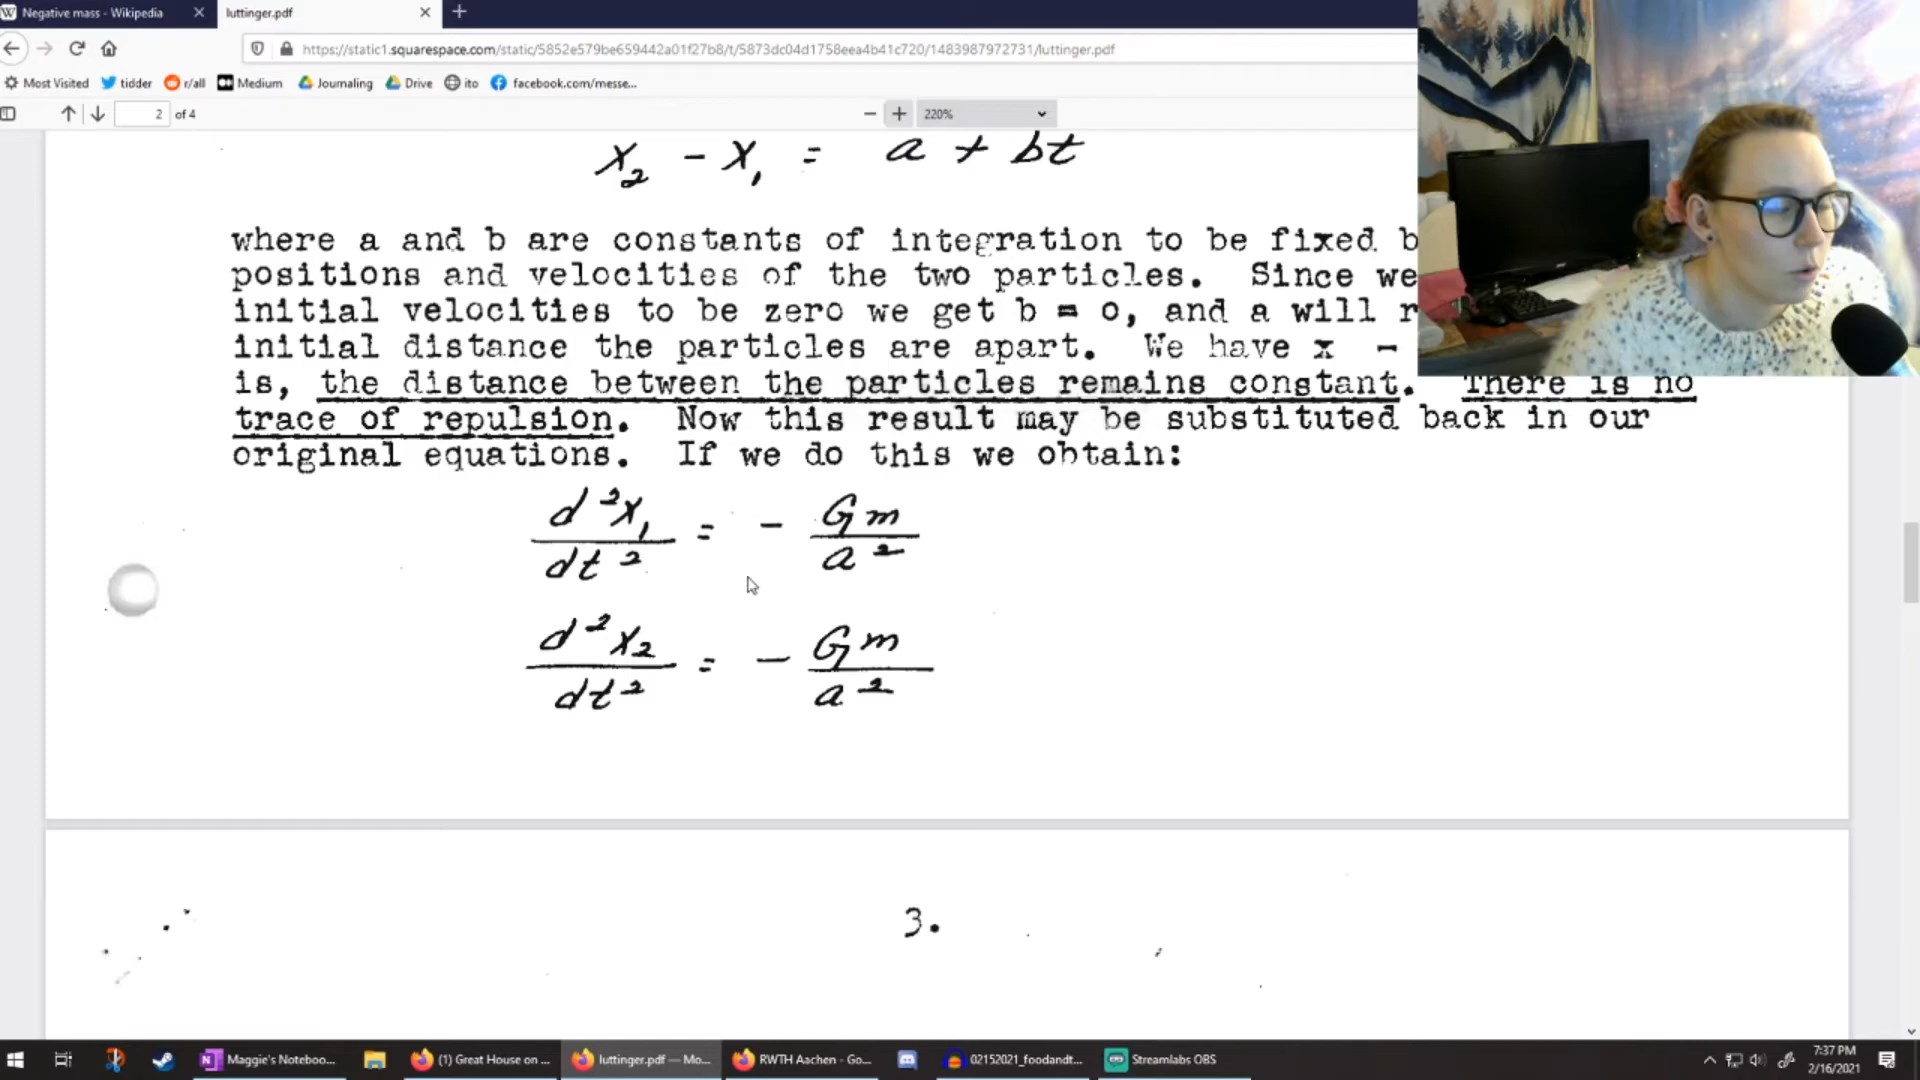 Negative mass - Wikipedia
luttinger.pdf
https://static1.squarespace.com/static/5852e579be659442a01f27b8/t/5873dc04d1758eea4b41c720/1483987972731/luttinger.pdf
Most Visited tidder r/all Medium Journaling Drive ito facebook.com/messe...
2 of 4 220%
x₂ - x₁ = a + bt
where a and b are constants of integration to be fixed b
positions and velocities of the two particles. Since we
initial velocities to be zero we get b = 0, and a will r
initial distance the particles are apart. We have x -
is, the distance between the particles remains constant. There is no
trace of repulsion. Now this result may be substituted back in our
original equations. If we do this we obtain:
d²x₁/dt² = - Gm/a²
d²x₂/dt² = - Gm/a²
3.
Maggie's Noteboo... (1) Great House on ... luttinger.pdf — Mo... RWTH Aachen - Go... 02152021_foodandt... Streamlabs OBS
7:37 PM
2/16/2021